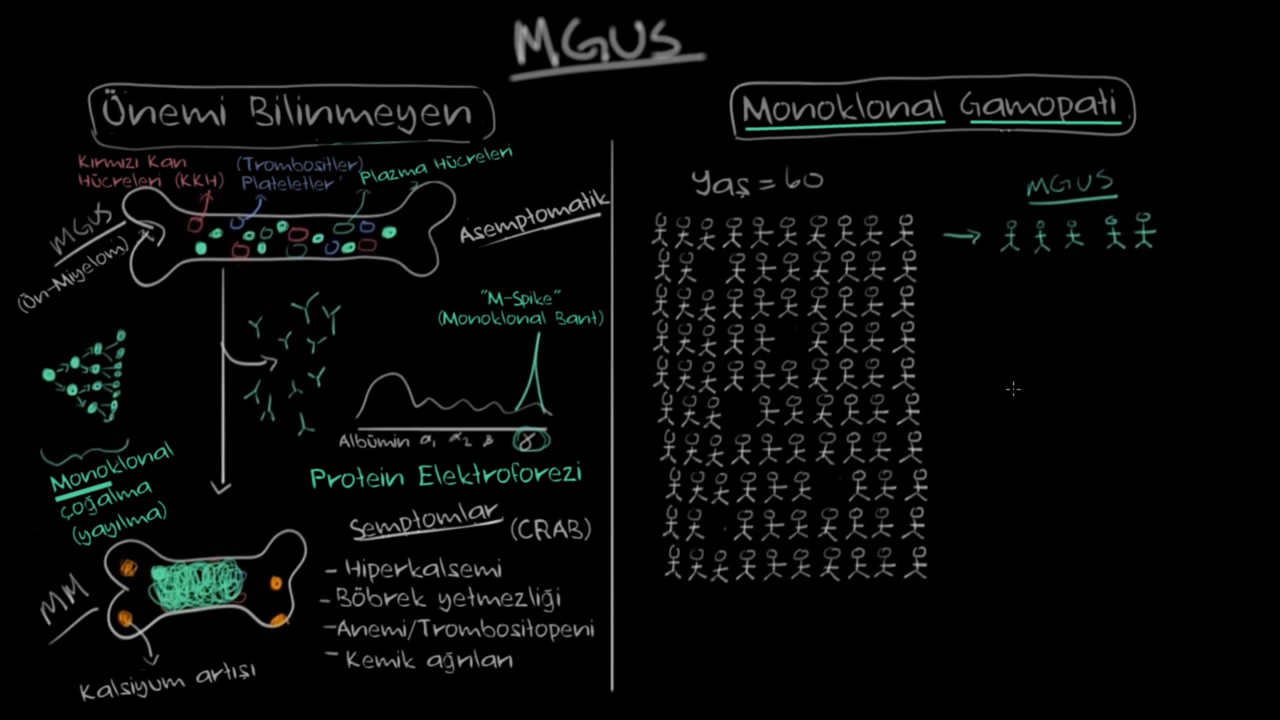 MGUS
Önemi Bilinmeyen
Monoklonal Gamopati
Kırmızı Kan
Hücreleri (KKH)
(Trombositler)
Plateletler
Plazma Hücreleri
MGUS
(Ön-Miyelom)
Asemptomatik
"M-Spike"
(Monoklonal Bant)
Albümin α1 α2 β γ
Protein Elektroforezi
Monoklonal
çoğalma
(yayılma)
Semptomlar (CRAB)
- Hiperkalsemi
- Böbrek yetmezliği
- Anemi/Trombositopeni
- Kemik ağrıları
MM
Kalsiyum artışı
Yaş = 60
MGUS